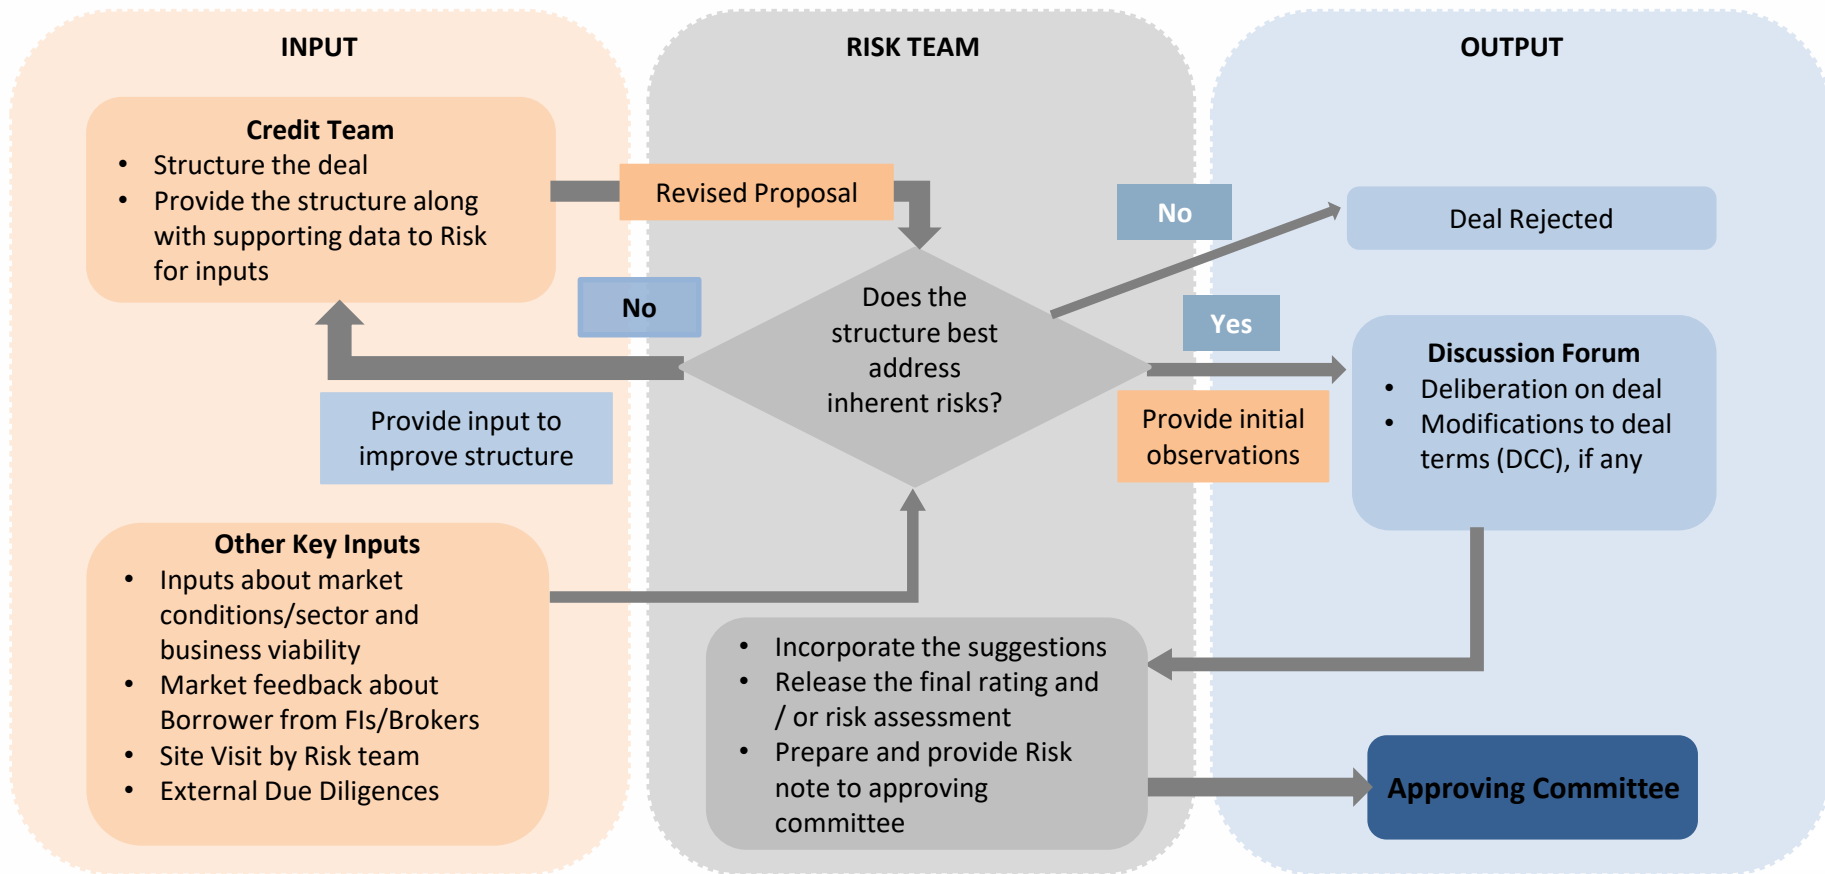 INPUT
Credit Team
• Structure the deal
• Provide the structure along
with supporting data to Risk
for inputs
No
Provide input to
improve structure
Other Key Inputs
• Inputs about market
conditions/sector and
business viability
• Market feedback about
Borrower from FIs/Brokers
• Site Visit by Risk team
• External Due Diligences
RISK TEAM
Revised Proposal
Does the
structure best
address
inherent risks?
No
Yes
Provide initial
observations
• Incorporate the suggestions
• Release the final rating and
/ or risk assessment
• Prepare and provide Risk
note to approving
committee
OUTPUT
Deal Rejected
Discussion Forum
• Deliberation on deal
• Modifications to deal
terms (DCC), if any
Approving Committee